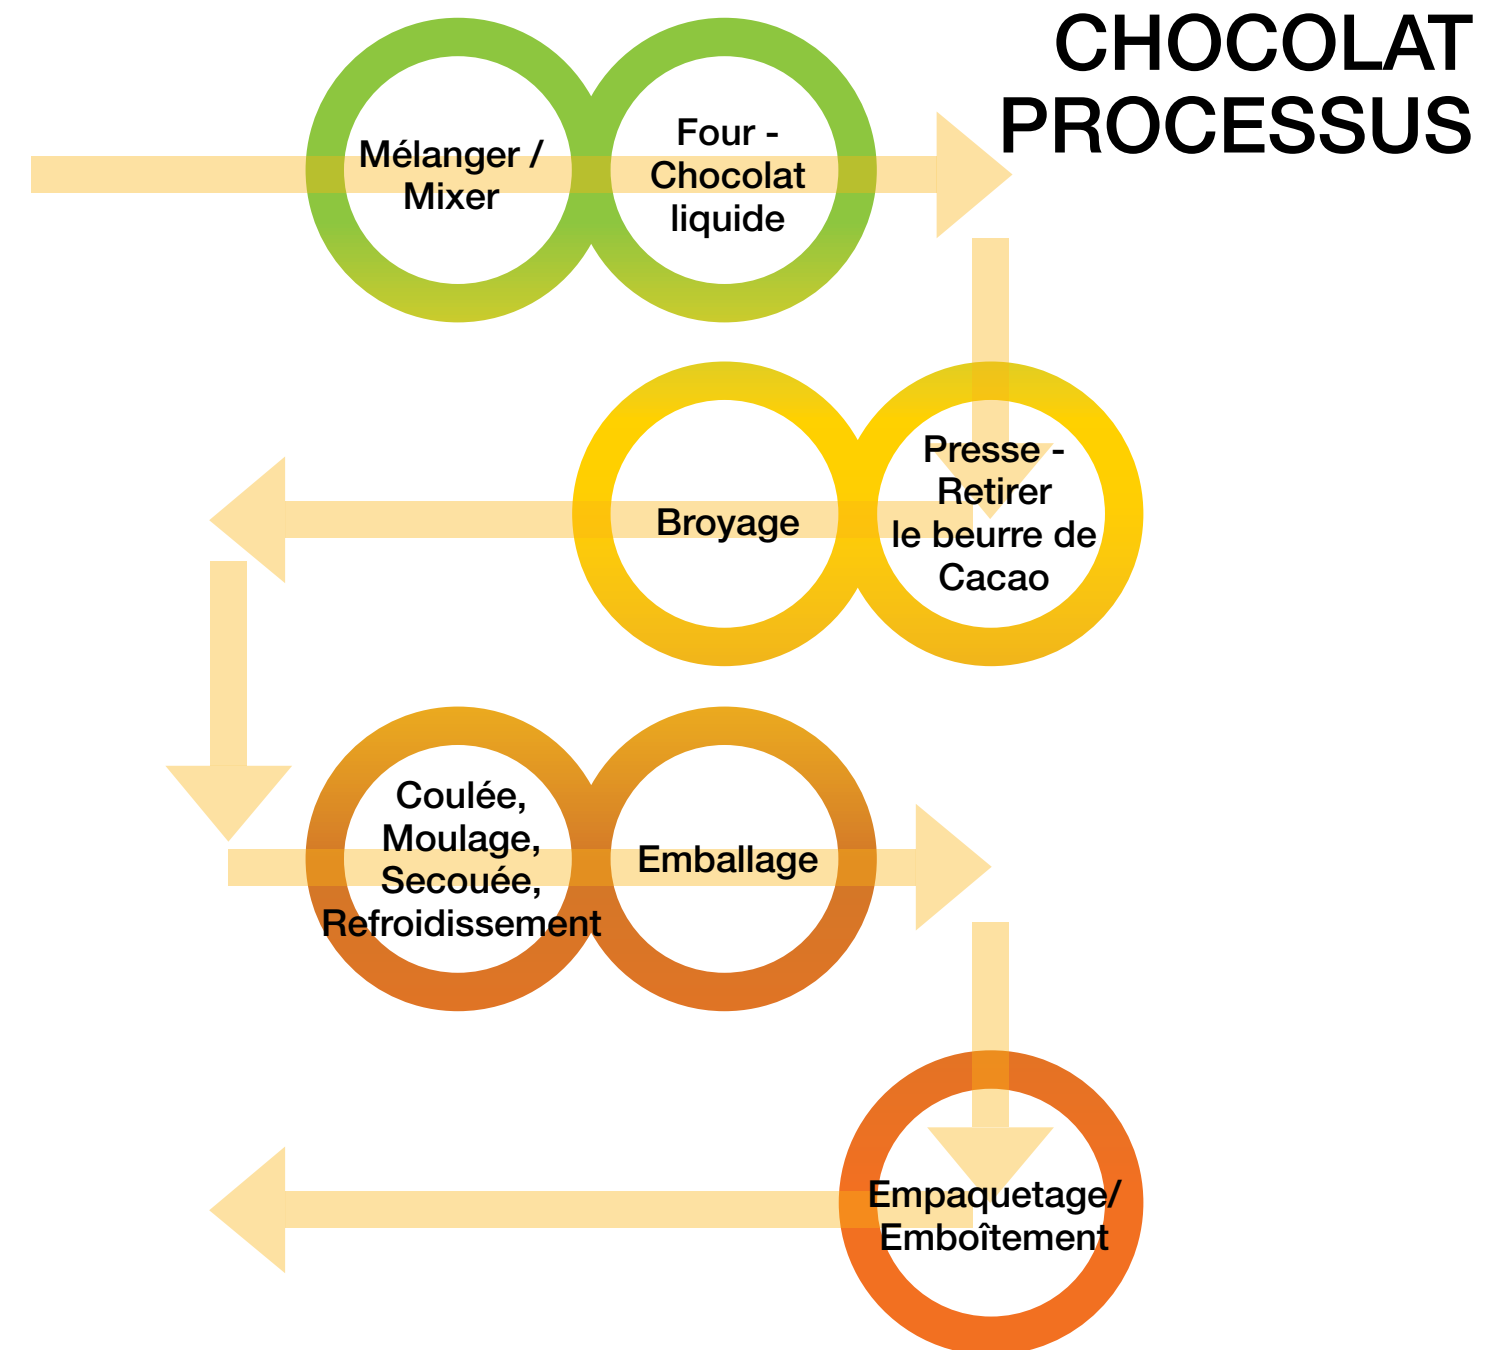 CHOCOLAT
PROCESSUS
Mélanger /
Mixer
Four -
Chocolat
liquide
Presse -
Retirer
le beurre de
Cacao
Broyage
Coulée,
Moulage,
Secouée,
Refroidissement
Emballage
Empaquetage/
Emboîtement